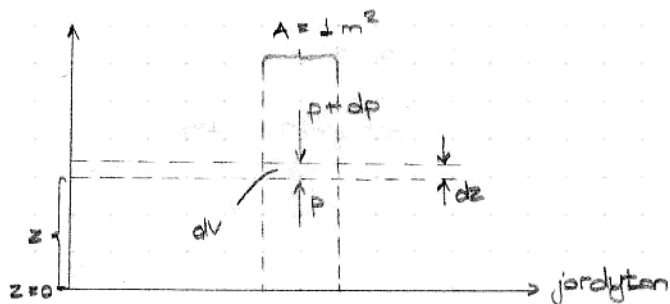 A = 1 m²
p + dp
z
dV
p
dz
z=0
jordytan